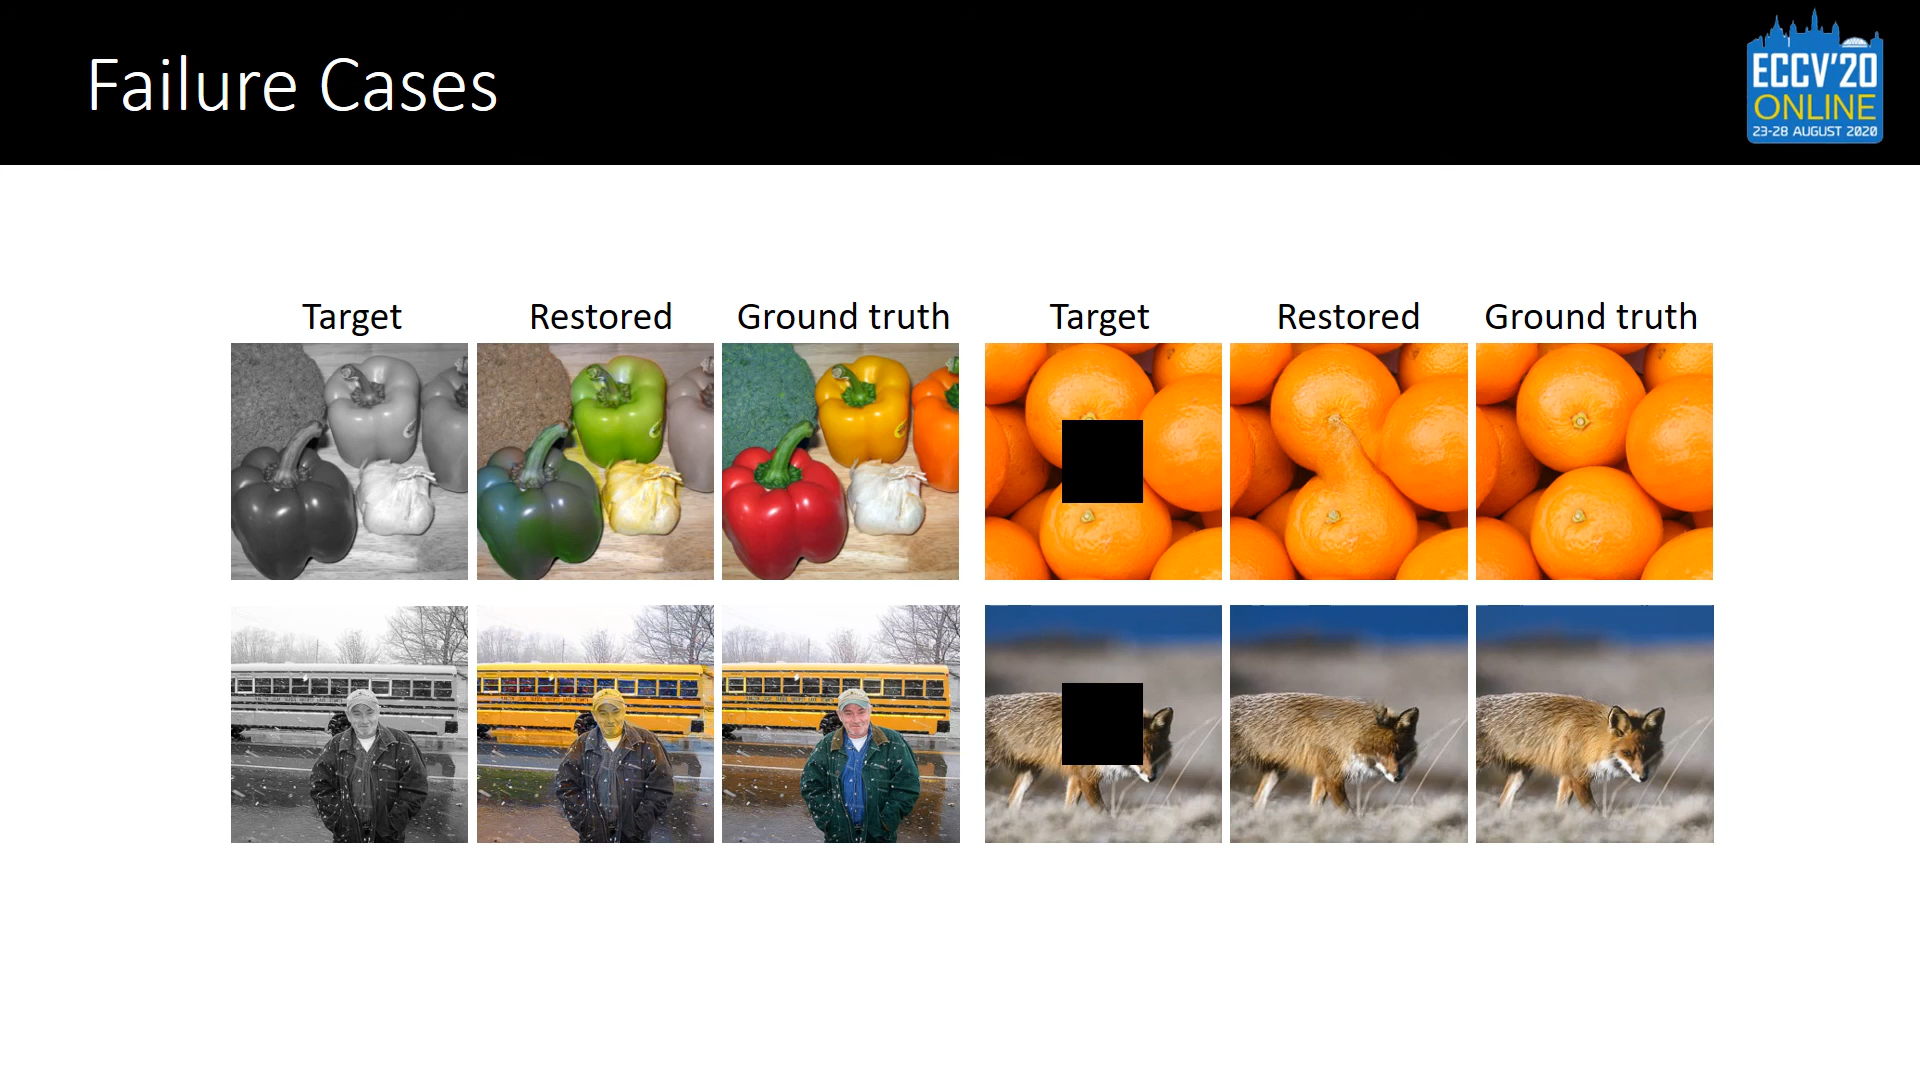 Failure Cases
ECCV'20
ONLINE
23-28 AUGUST 2020
Target Restored Ground truth Target Restored Ground truth